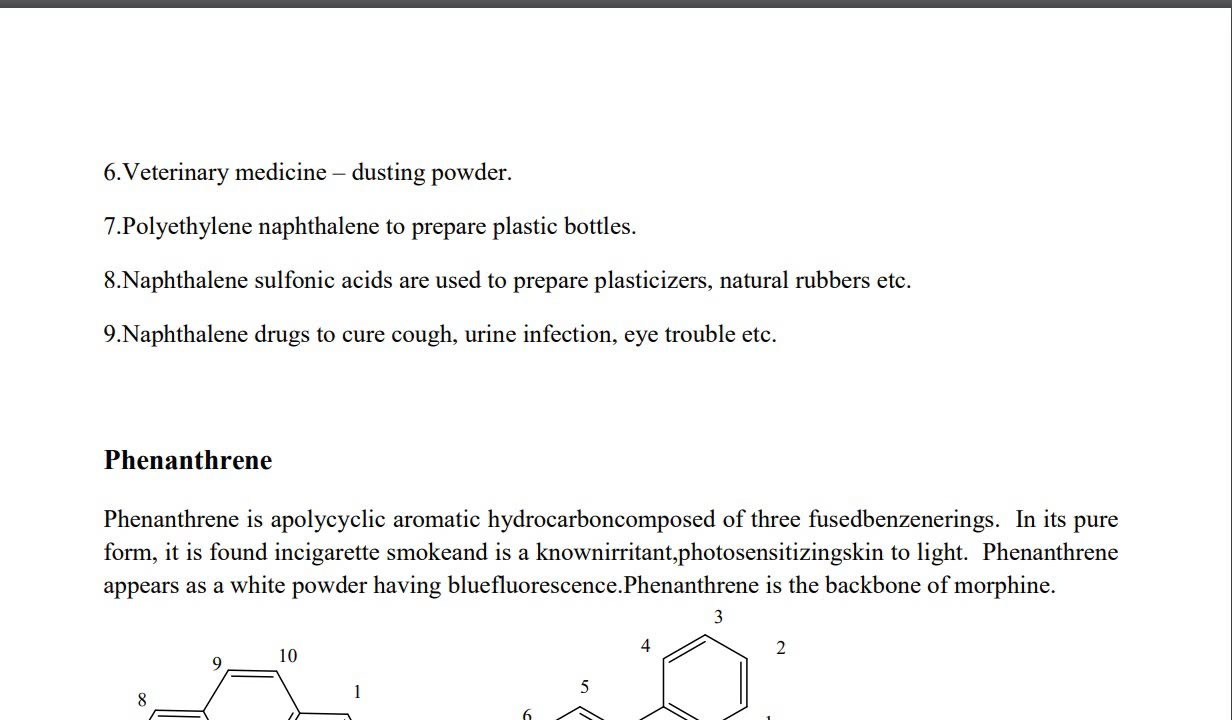 6.Veterinary medicine – dusting powder.
7.Polyethylene naphthalene to prepare plastic bottles.
8.Naphthalene sulfonic acids are used to prepare plasticizers, natural rubbers etc.
9.Naphthalene drugs to cure cough, urine infection, eye trouble etc.
Phenanthrene
Phenanthrene is apolycyclic aromatic hydrocarboncomposed of three fusedbenzenerings. In its pure
form, it is found incigarette smokeand is a knownirritant,photosensitizingskin to light. Phenanthrene
appears as a white powder having bluefluorescence.Phenanthrene is the backbone of morphine.
3
4
2
10
9
5
1
8
6
1